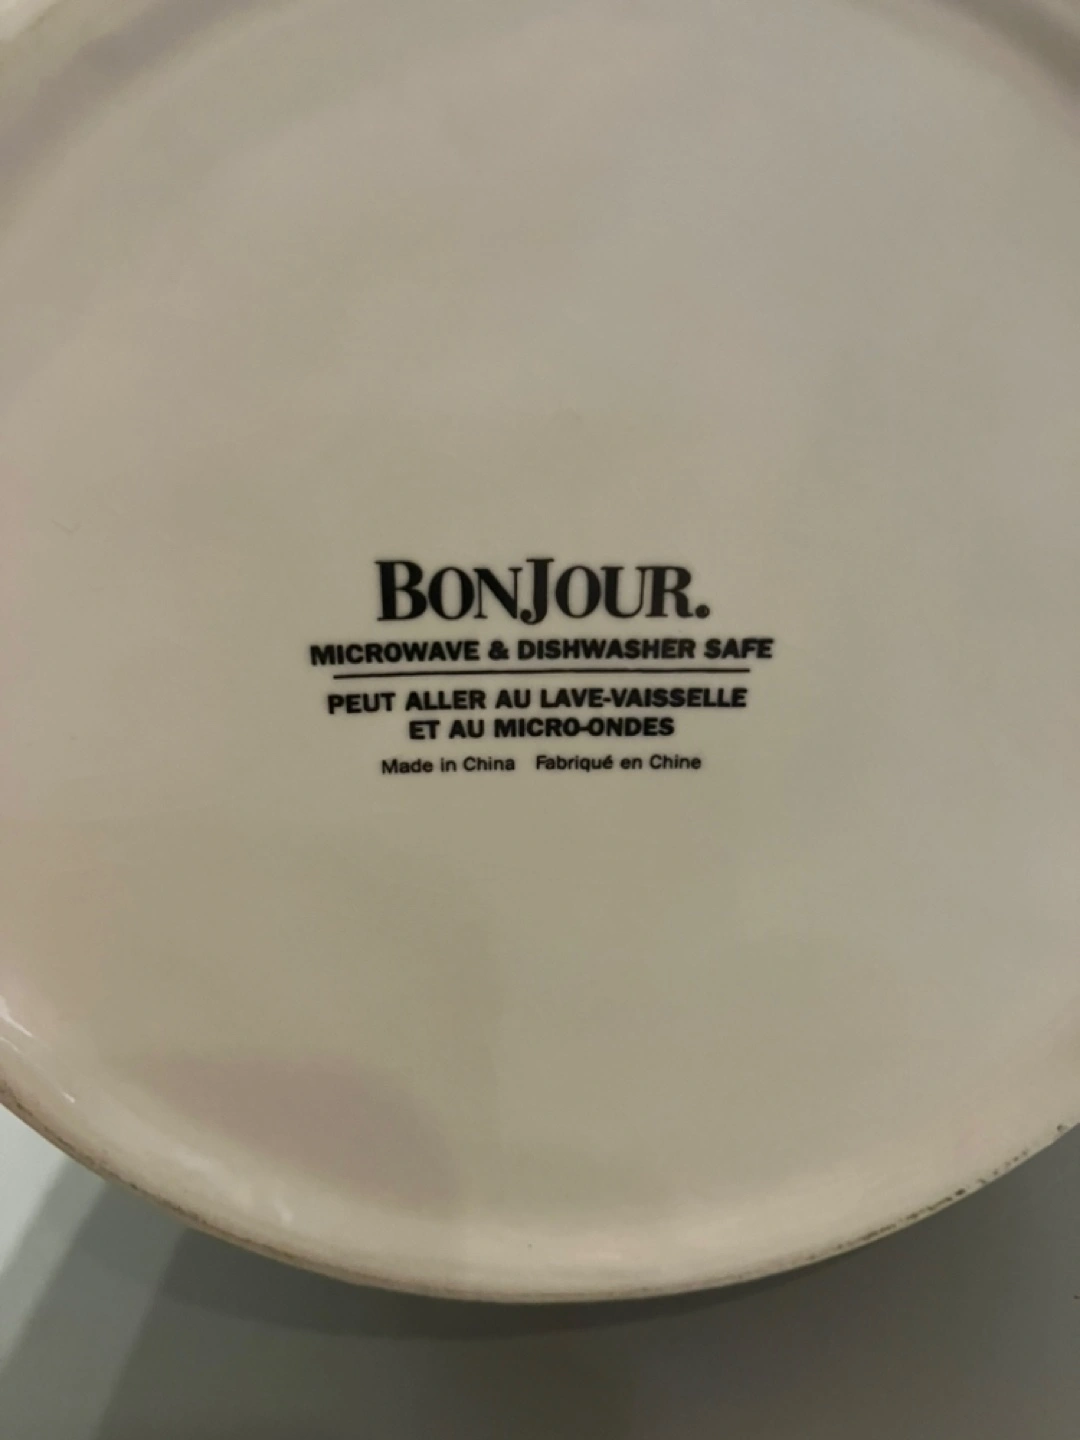 BONJOUR.
MICROWAVE & DISHWASHER SAFE
PEUT ALLER AU LAVE-VAISSELLE
ET AU MICRO-ONDES
Made in China Fabriqué en Chine